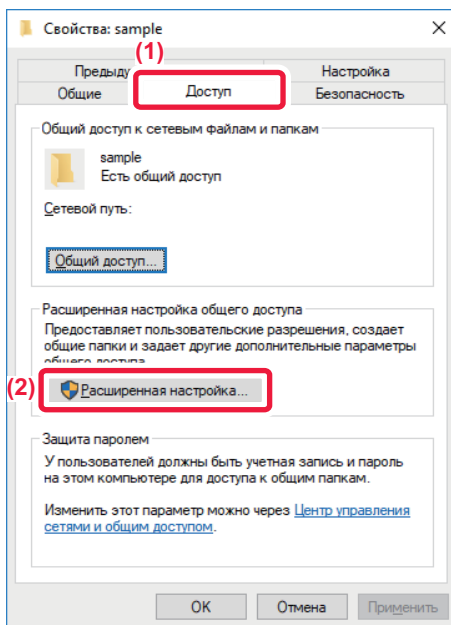 Свойства: sample
(1)
Настройка
Общие
Доступ
Безопасность
Общий доступ к сетевым файлам и папкам
sample
Есть общий доступ
Сетевой путь:
Общий доступ...
Расширенная настройка общего доступа
Предоставляет пользовательские разрешения, создает
общие папки и задает другие дополнительные параметры
общего доступа.
(2)
Расширенная настройка...
Защита паролем
У пользователей должны быть учетная запись и пароль
на этом компьютере для доступа к общим папкам.
Изменить этот параметр можно через Центр управления
сетями и общим доступом.
OK
Отмена
Применить